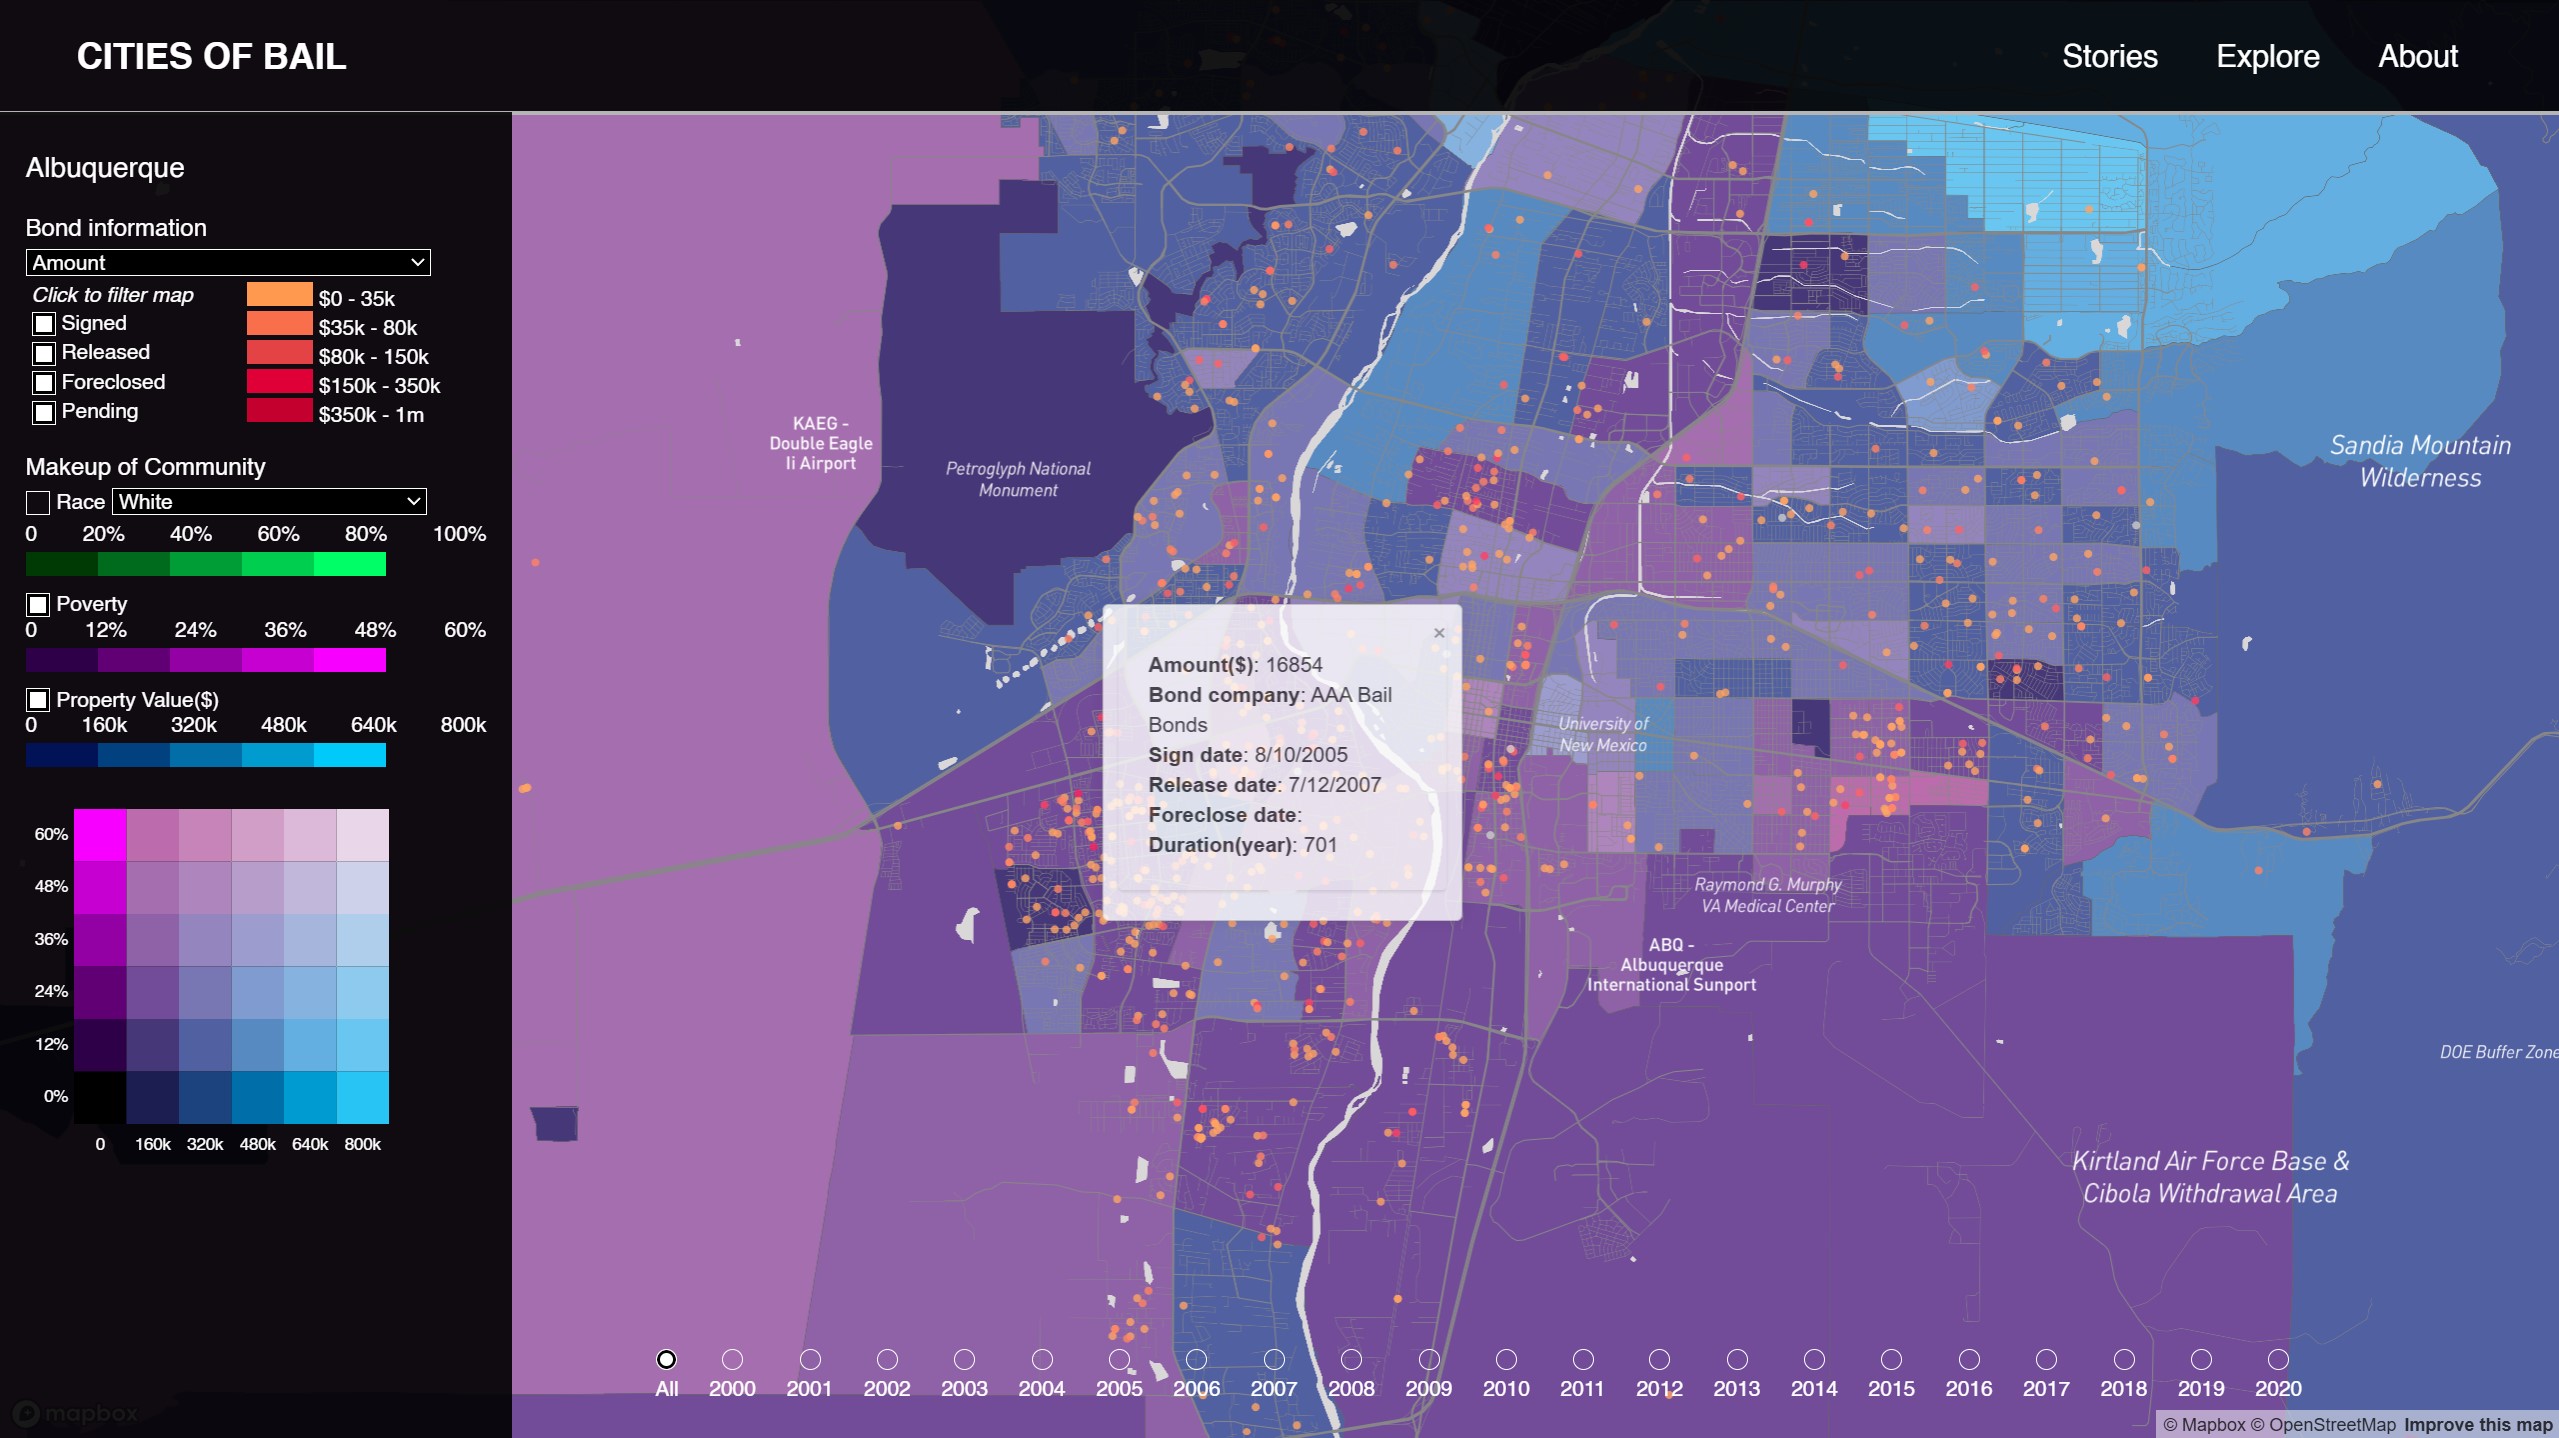 CITIES OF BAIL
Stories
Explore
About
Albuquerque
Bond information
Amount
Click to filter map
Signed
Released
Foreclosed
Pending
$0 - 35k
$35k - 80k
$80k - 150k
$150k - 350k
$350k - 1m
Makeup of Community
Race White
0 20% 40% 60% 80% 100%
Poverty
0 12% 24% 36% 48% 60%
Property Value($)
0 160k 320k 480k 640k 800k
60%
48%
36%
24%
12%
0%
0 160k 320k 480k 640k 800k
mapbox
KAEG -
Double Eagle
Ii Airport
Petroglyph National
Monument
Sandia Mountain
Wilderness
×
Amount($): 16854
Bond company: AAA Bail
Bonds
Sign date: 8/10/2005
Release date: 7/12/2007
Foreclose date:
Duration(year): 701
University of
New Mexico
Raymond G. Murphy
VA Medical Center
ABQ -
Albuquerque
International Sunport
DOE Buffer Zone
Kirtland Air Force Base &
Cibola Withdrawal Area
All 2000 2001 2002 2003 2004 2005 2006 2007 2008 2009 2010 2011 2012 2013 2014 2015 2016 2017 2018 2019 2020
© Mapbox © OpenStreetMap Improve this map